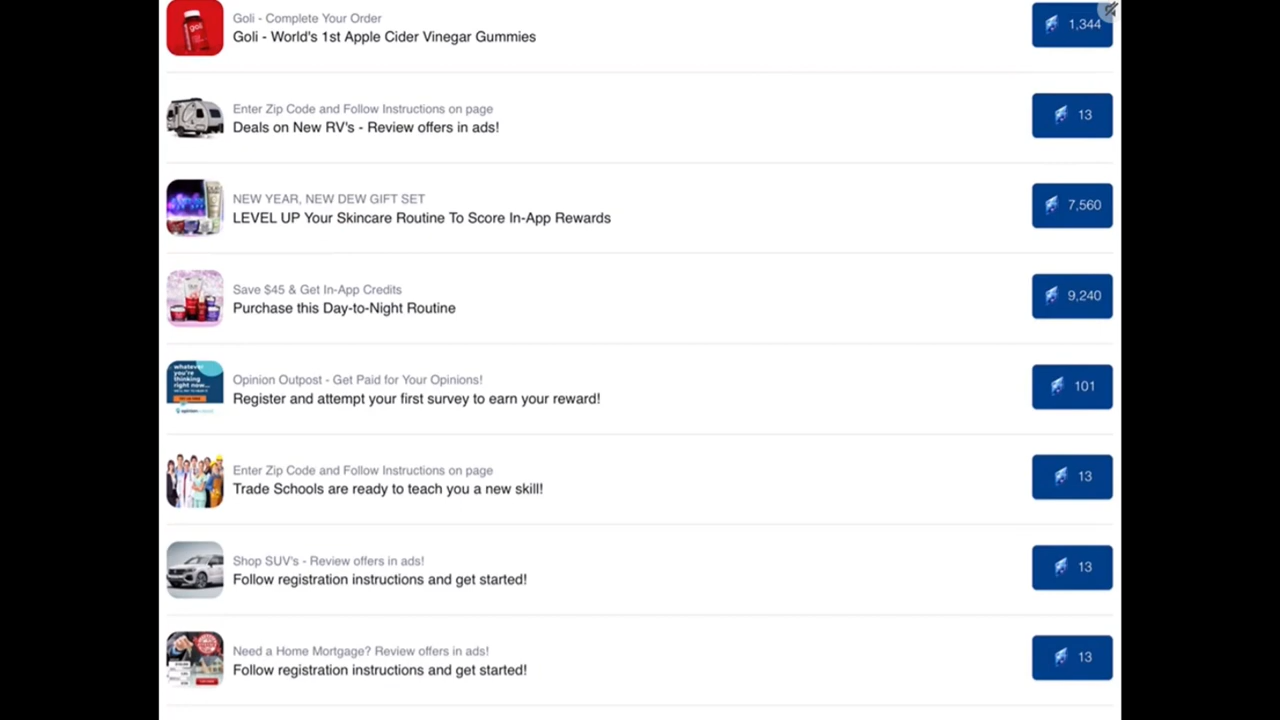 Goli - Complete Your Order
Goli - World's 1st Apple Cider Vinegar Gummies
1,344
Enter Zip Code and Follow Instructions on page
Deals on New RV's - Review offers in ads!
13
NEW YEAR, NEW DEW GIFT SET
LEVEL UP Your Skincare Routine To Score In-App Rewards
7,560
Save $45 & Get In-App Credits
Purchase this Day-to-Night Routine
9,240
whatever
you're
thinking
right now...
Opinion Outpost - Get Paid for Your Opinions!
Register and attempt your first survey to earn your reward!
101
Enter Zip Code and Follow Instructions on page
Trade Schools are ready to teach you a new skill!
13
Shop SUV's - Review offers in ads!
Follow registration instructions and get started!
13
Need a Home Mortgage? Review offers in ads!
Follow registration instructions and get started!
13